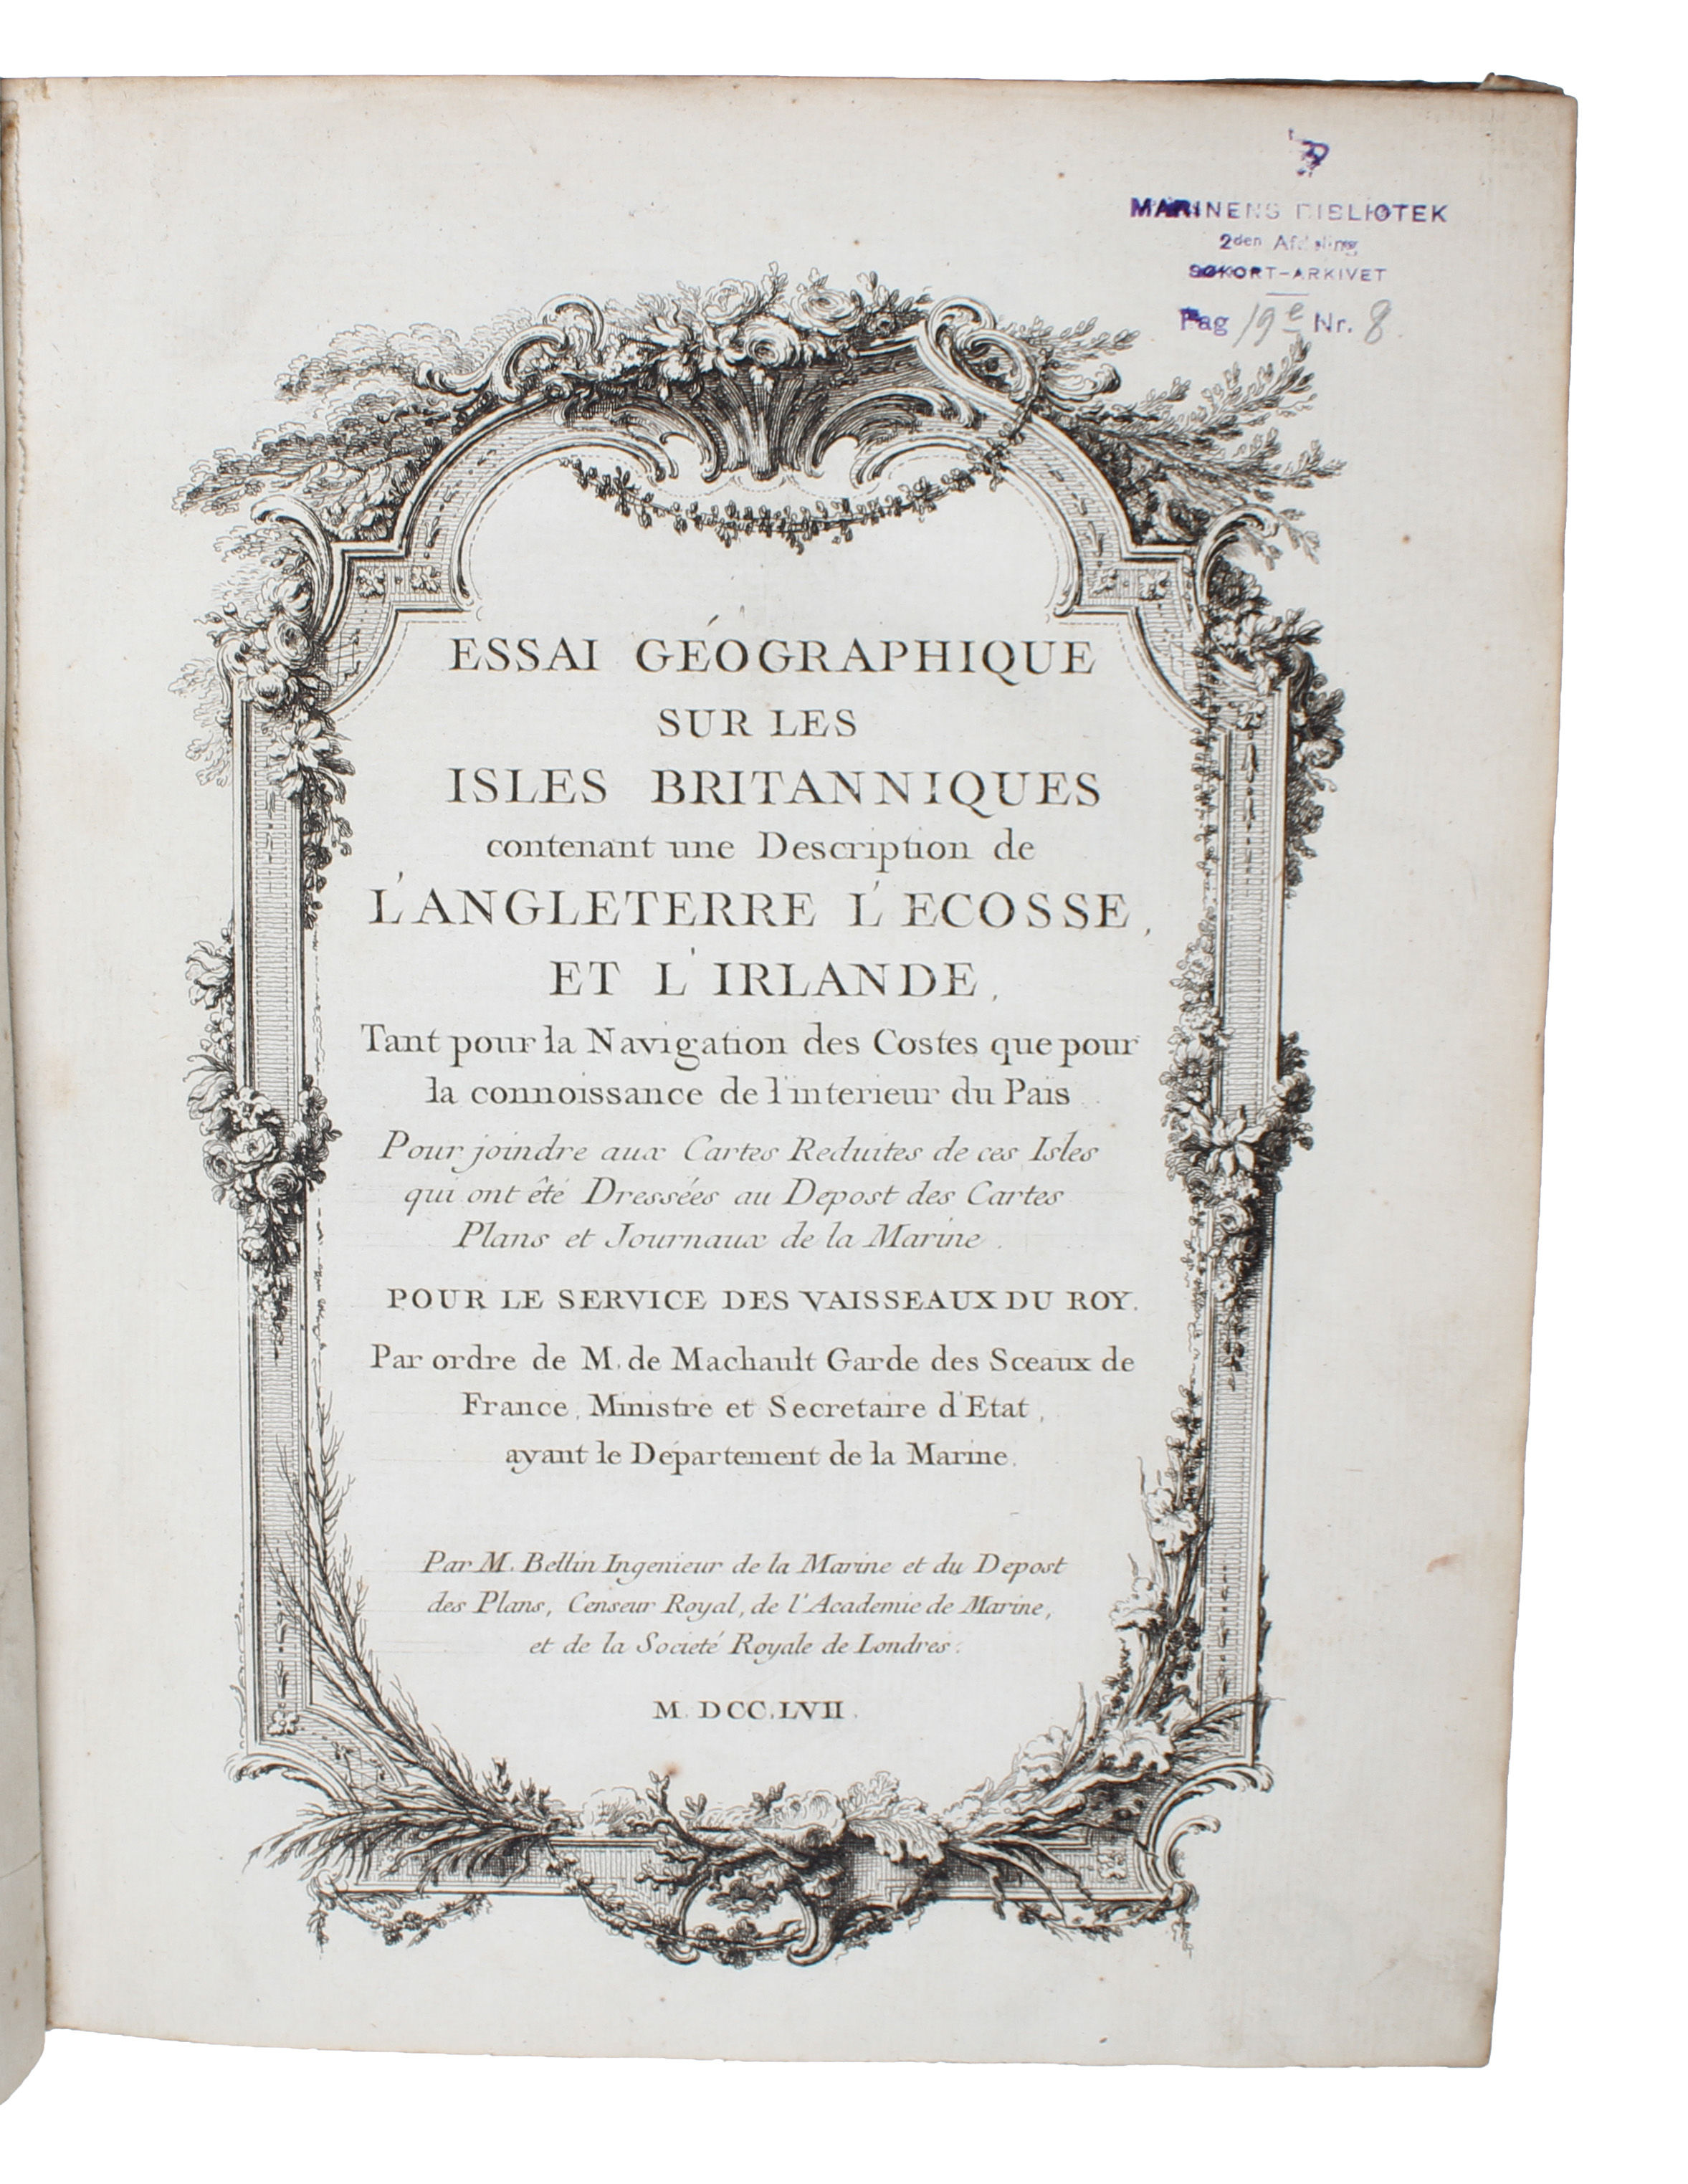 MARINENS BIBLIOTEK
2den Afdeling
SØKORT-ARKIVET
Pag 19e Nr. 8.
ESSAI GÉOGRAPHIQUE
SUR LES
ISLES BRITANNIQUES
contenant une Description de
L'ANGLETERRE L'ECOSSE,
ET L'IRLANDE,
Tant pour la Navigation des Costes que pour
la connoissance de l'interieur du Païs
Pour joindre aux Cartes Reduites de ces Isles
qui ont êté Dressées au Depost des Cartes
Plans et Journaux de la Marine.
POUR LE SERVICE DES VAISSEAUX DU ROY.
Par ordre de M. de Machault Garde des Sceaux de
France, Ministre et Secretaire d'Etat,
ayant le Département de la Marine.
Par M. Bellin Ingenieur de la Marine et du Depost
des Plans, Censeur Royal, de l'Academie de Marine,
et de la Societé Royale de Londres.
M. DCC.LVII.